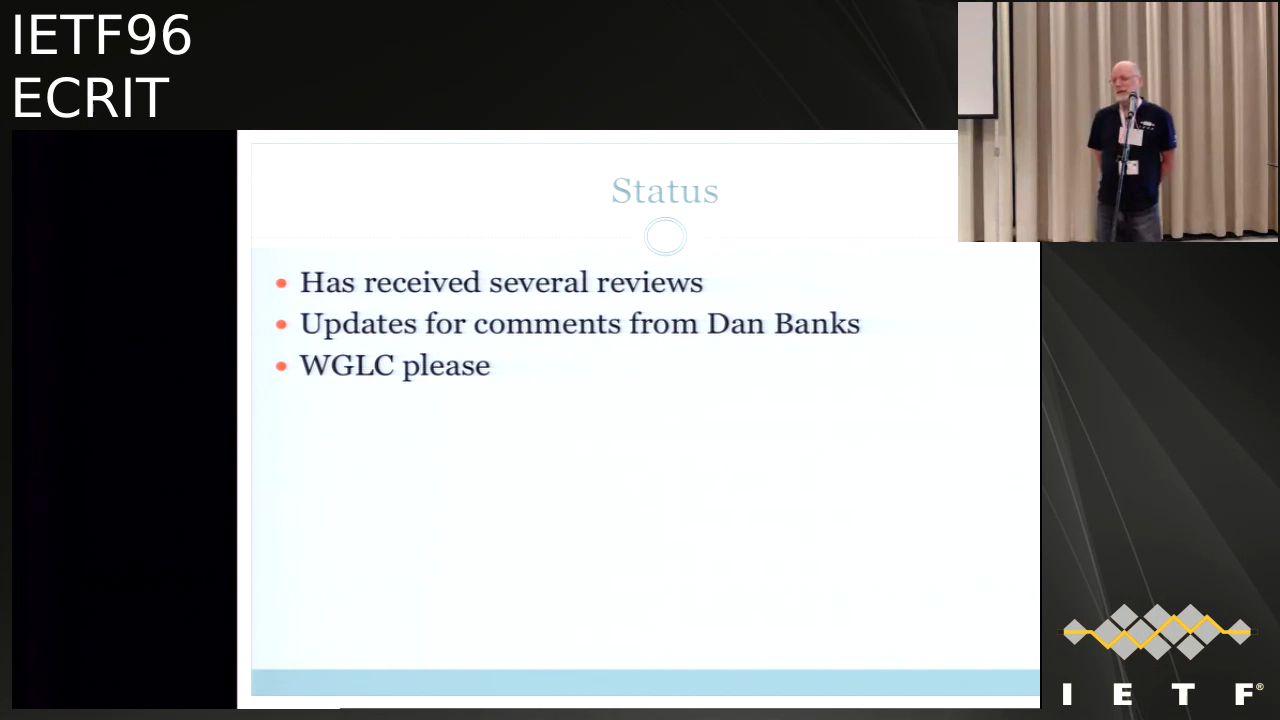 IETF96
ECRIT
Status
Has received several reviews
Updates for comments from Dan Banks
WGLC please
I E T F®